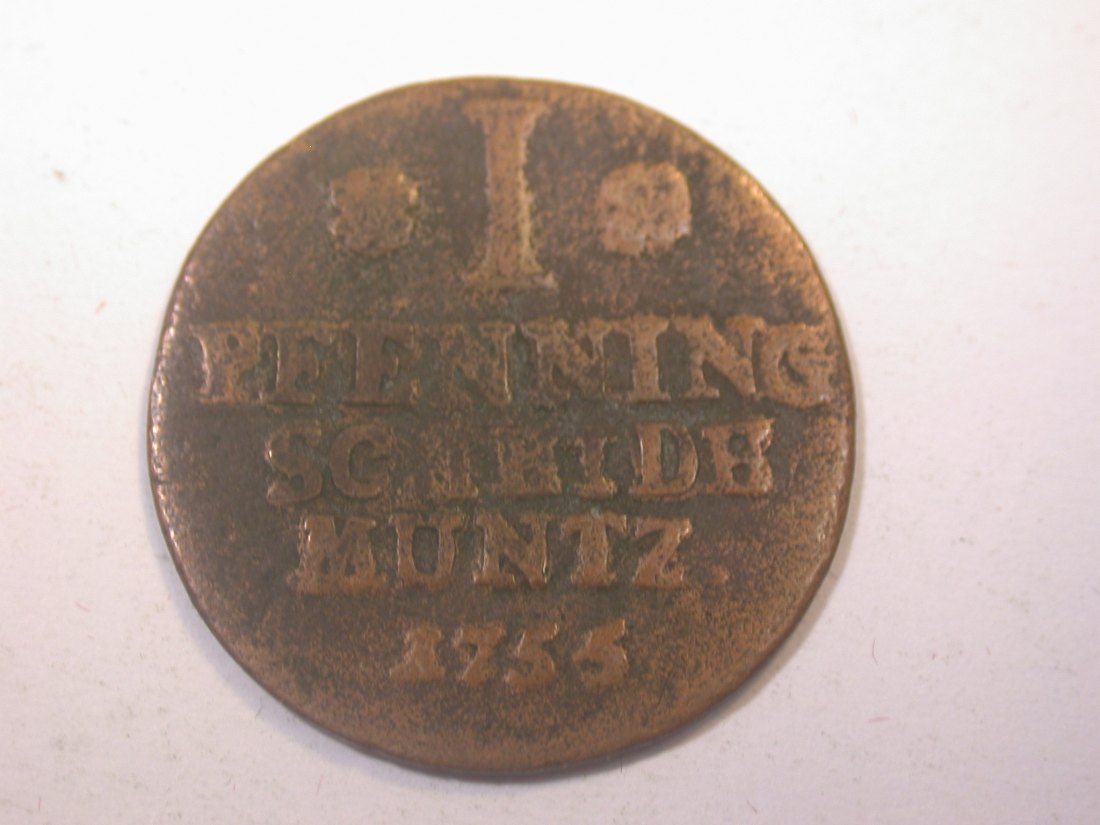 I
PFENNING
SCHEIDE
MUNTZ.
1755